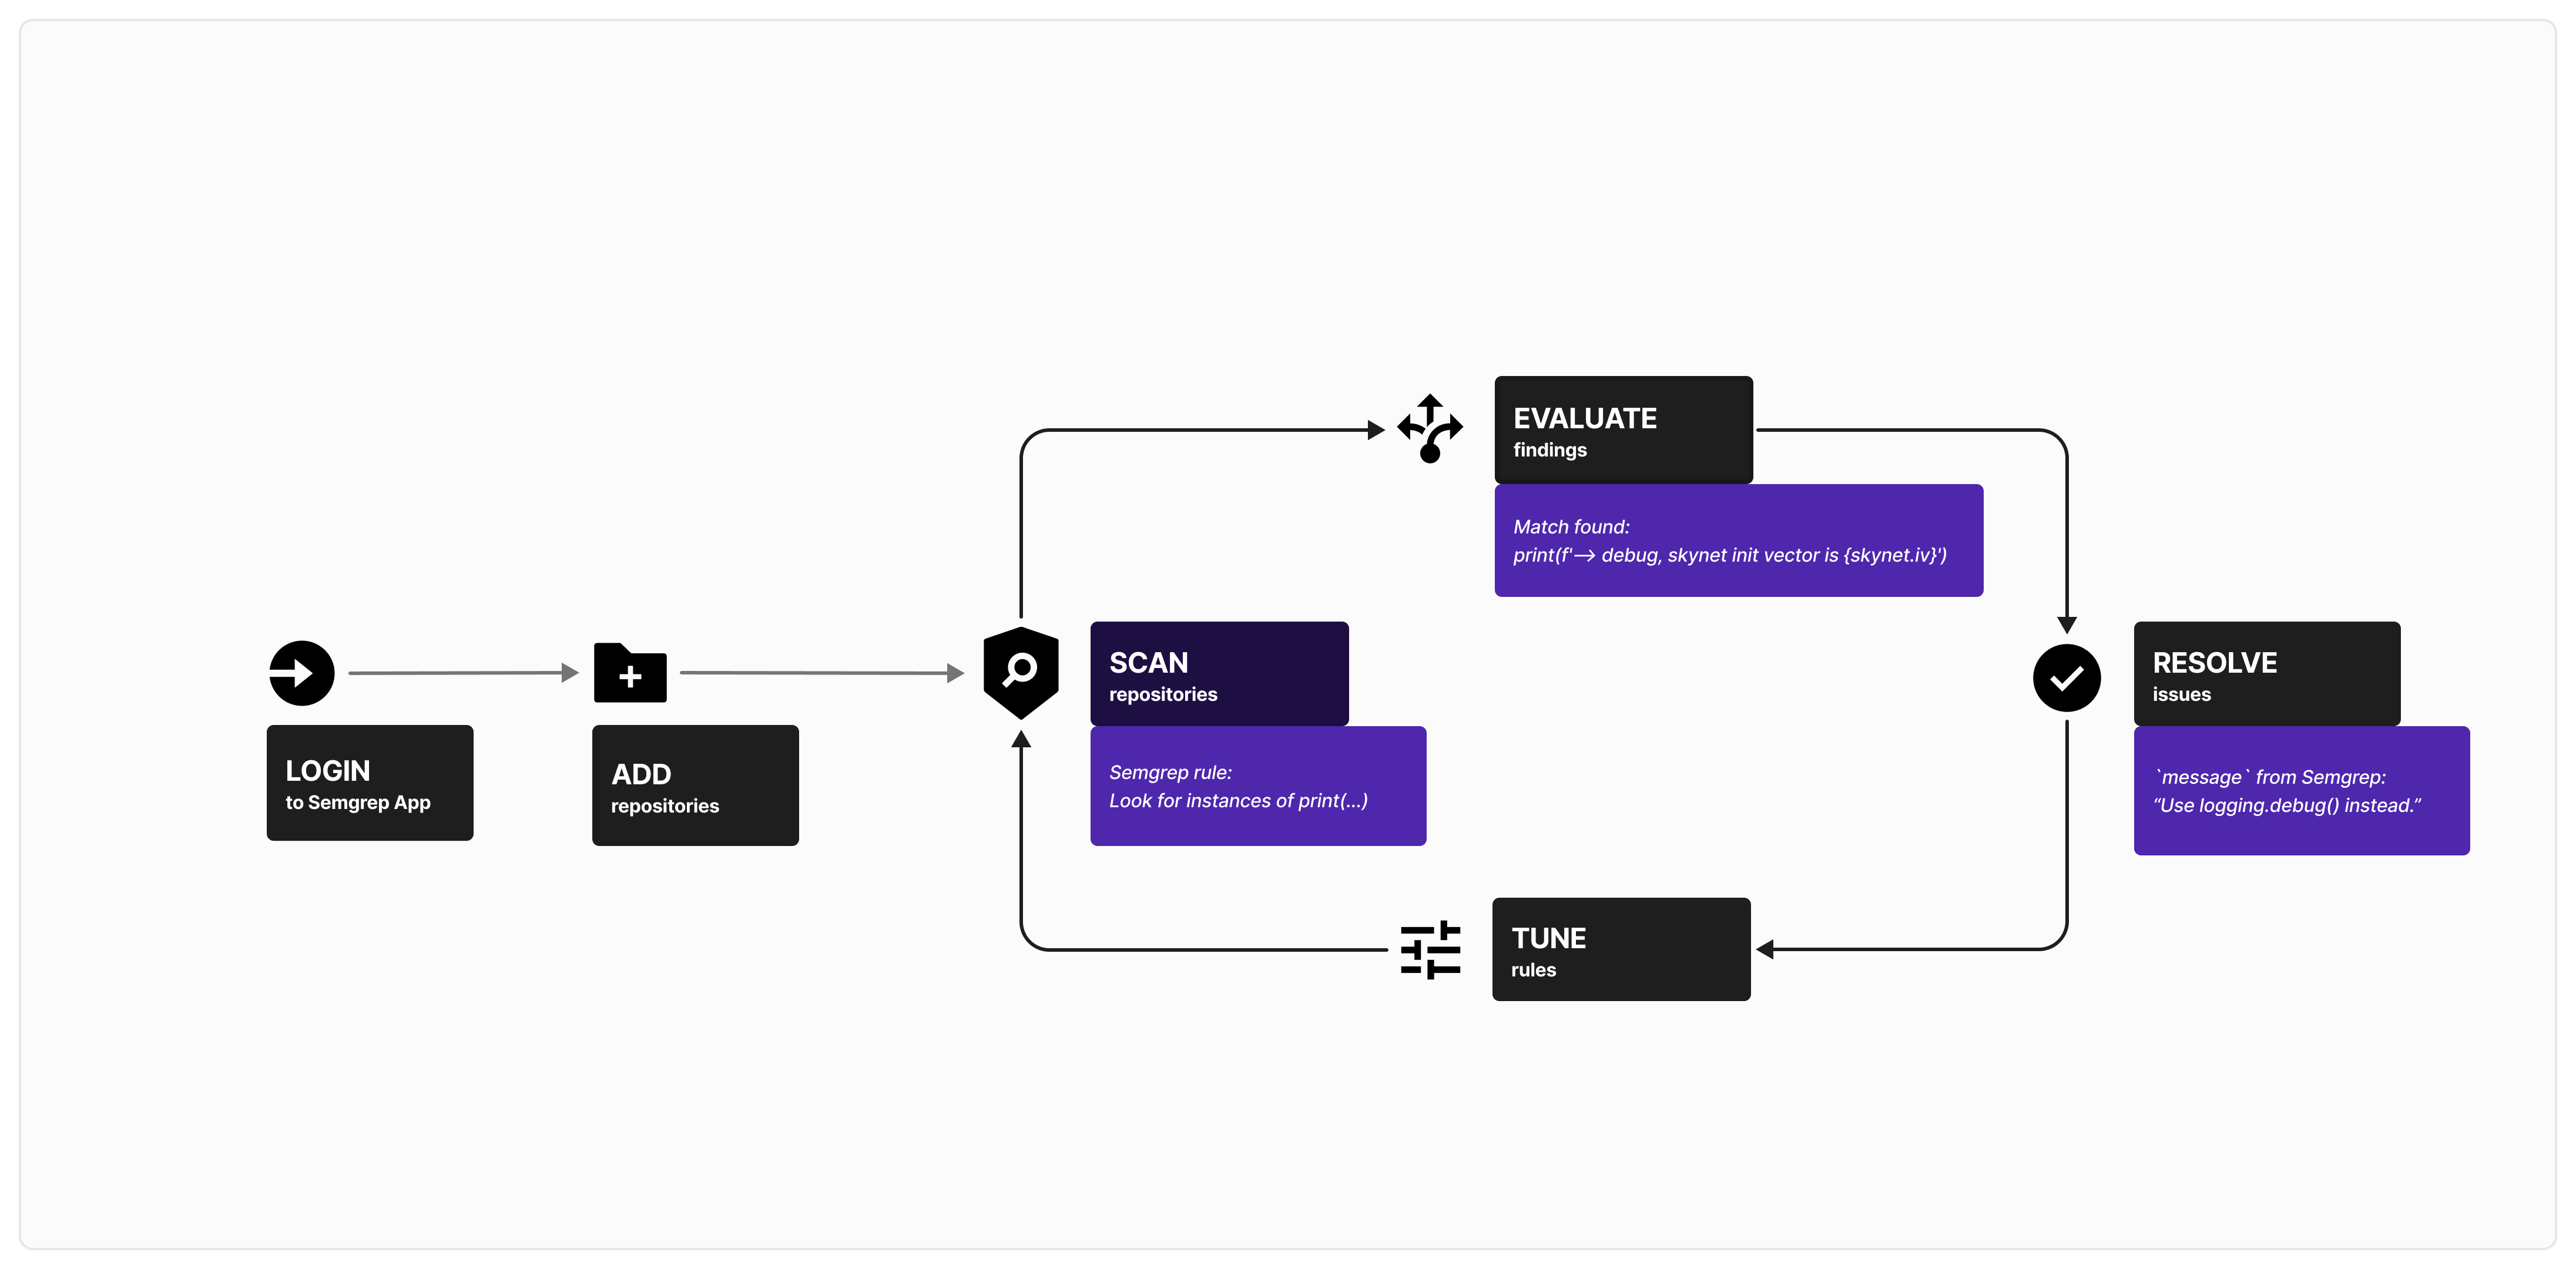 LOGIN
to Semgrep App
ADD
repositories
SCAN
repositories
Semgrep rule:
Look for instances of print(...)
EVALUATE
findings
Match found:
print(f'--> debug, skynet init vector is {skynet.iv}')
RESOLVE
issues
`message` from Semgrep:
“Use logging.debug() instead.”
TUNE
rules